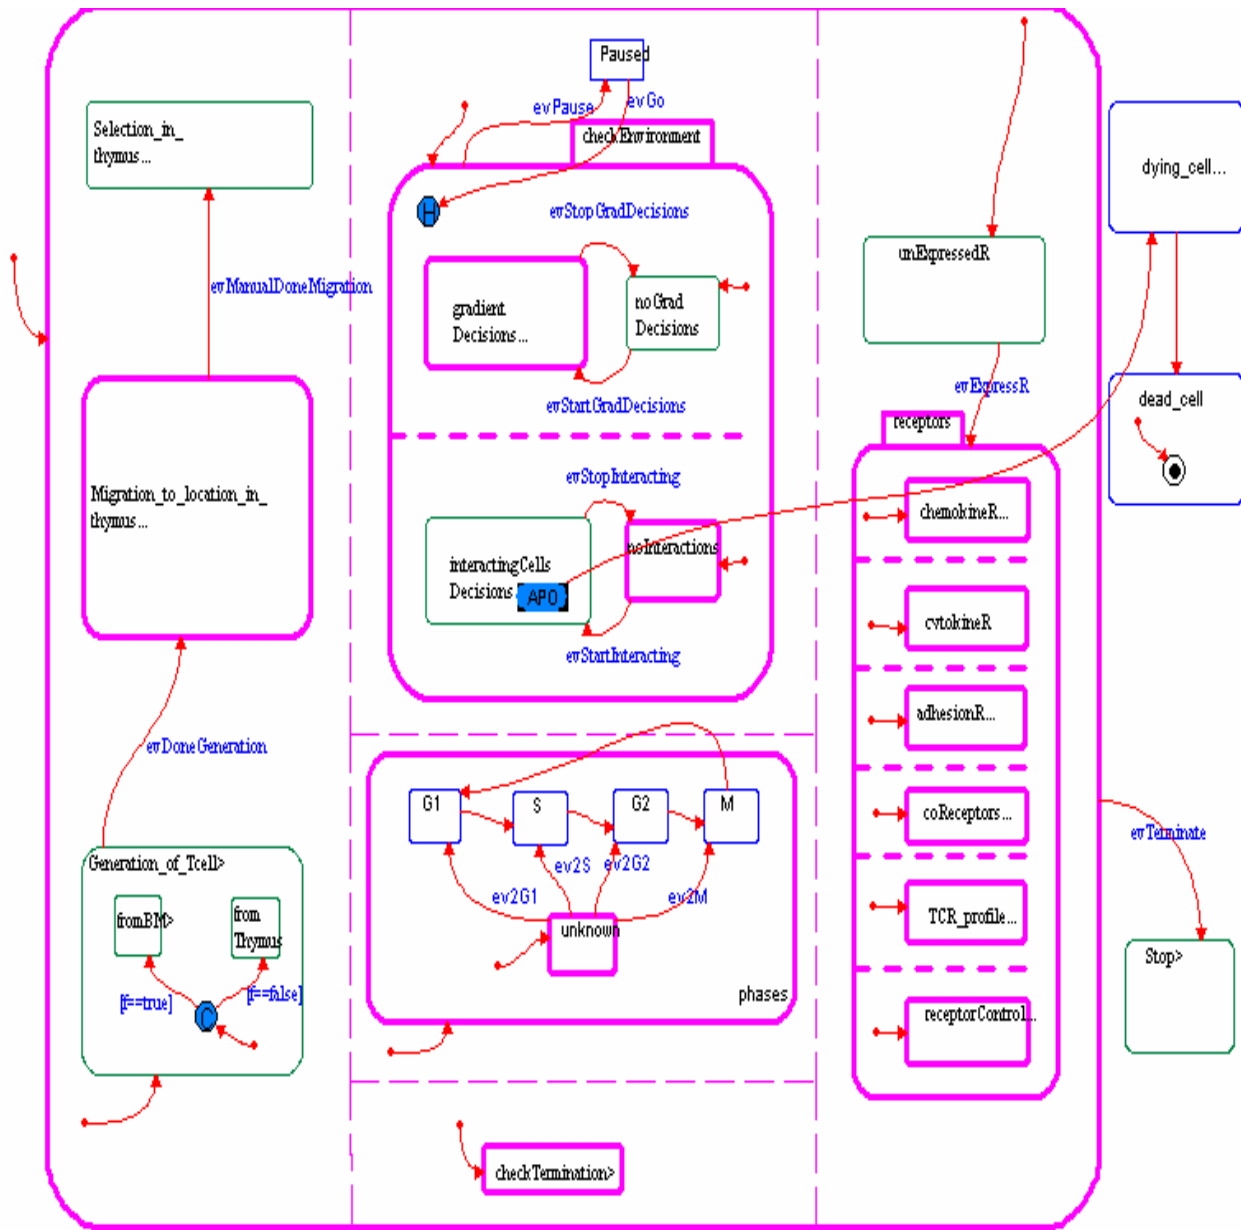 Paused
evPause
evGo
Selection_in_
thymus...
checkEnvironment
dying_cell...
H
evStopGradDecisions
unExpressedR
evManualDoneMigration
gradient
Decisions...
noGrad
Decisions
evExpressR
dead_cell
evStartGradDecisions
receptors
Migration_to_location_in_
thymus...
evStopInteracting
chemokineR...
interactingCells
Decisions...
APO
noInteractions
cytokineR
evStartInteracting
adhesionR...
evDoneGeneration
G1
S
G2
M
coReceptors...
evTerminate
Generation_of_Tcell>
ev2G1
ev2S
ev2G2
ev2M
fromBM>
from
Thymus
unknown
TCR_profile...
Stop>
[f==true]
[f==false]
C
phases
receptorControl...
checkTermination>